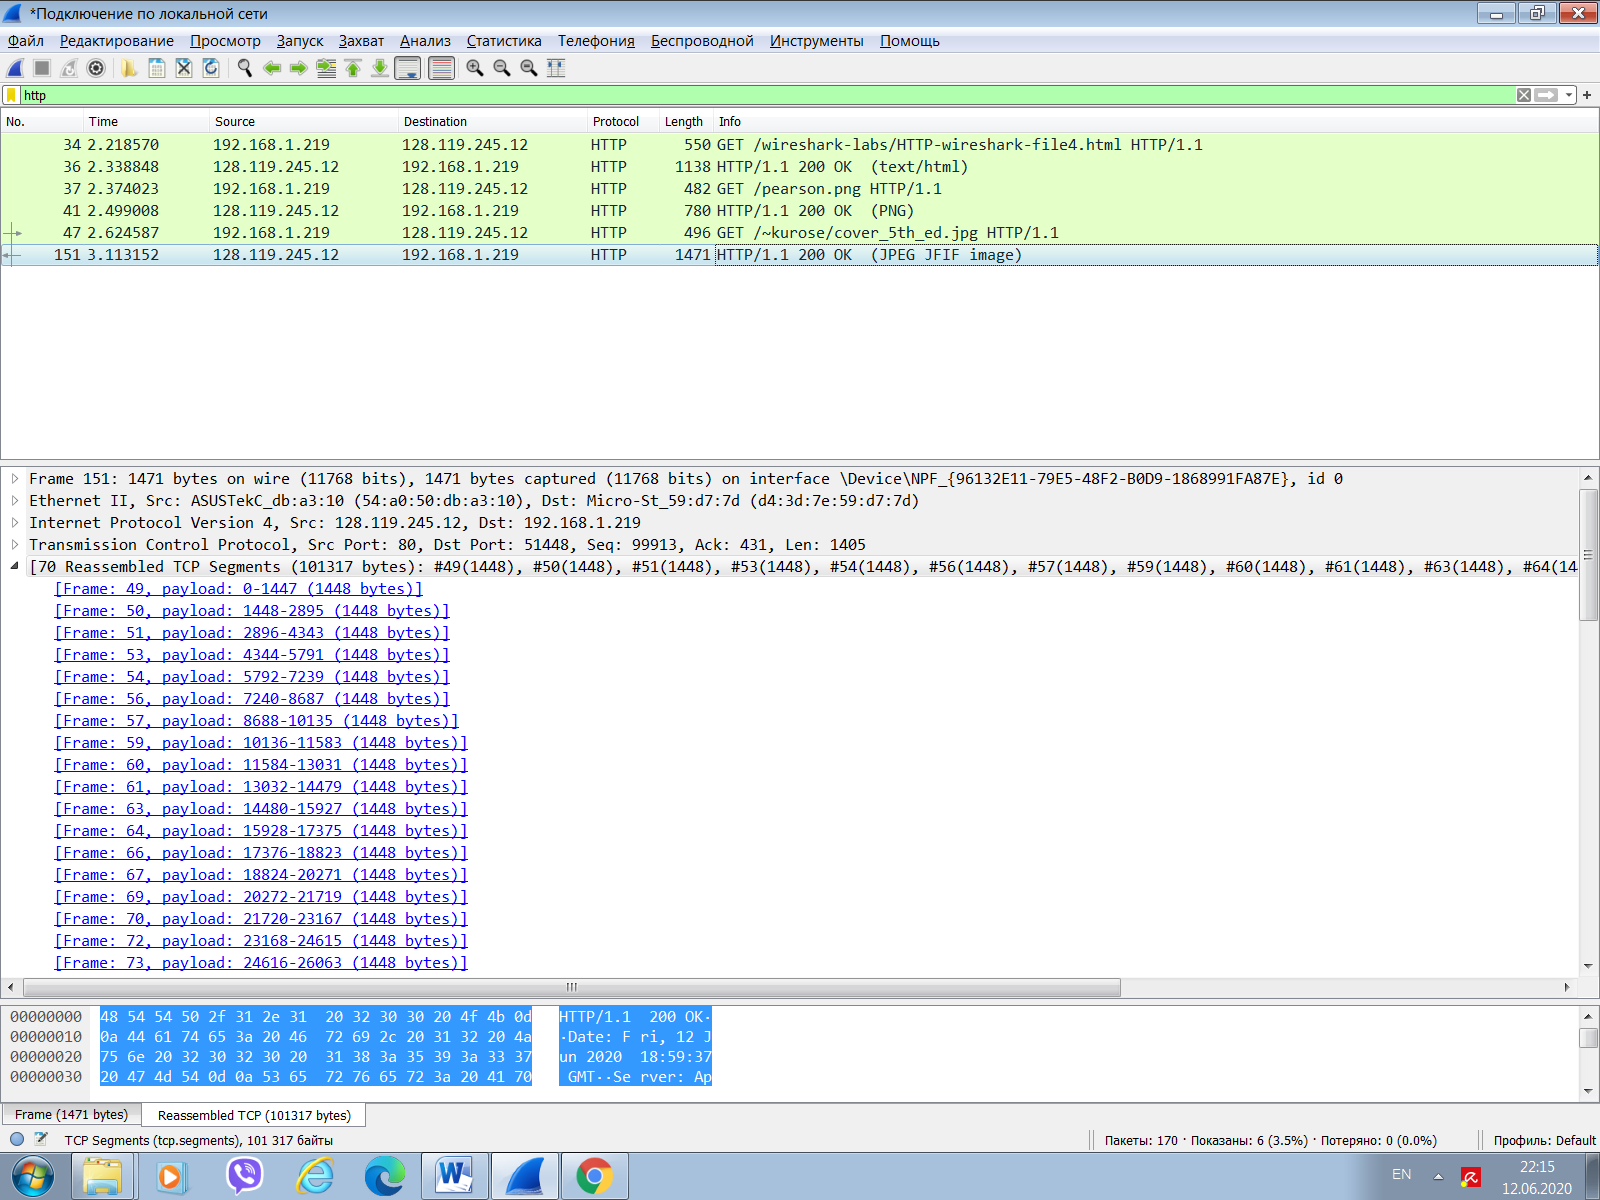 *Подключение по локальной сети
Файл Редактирование Просмотр Запуск Захват Анализ Статистика Телефония Беспроводной Инструменты Помощь
http
No. Time Source Destination Protocol Length Info
34 2.218570 192.168.1.219 128.119.245.12 HTTP 550 GET /wireshark-labs/HTTP-wireshark-file4.html HTTP/1.1
36 2.338848 128.119.245.12 192.168.1.219 HTTP 1138 HTTP/1.1 200 OK (text/html)
37 2.374023 192.168.1.219 128.119.245.12 HTTP 482 GET /pearson.png HTTP/1.1
41 2.499008 128.119.245.12 192.168.1.219 HTTP 780 HTTP/1.1 200 OK (PNG)
47 2.624587 192.168.1.219 128.119.245.12 HTTP 496 GET /~kurose/cover_5th_ed.jpg HTTP/1.1
151 3.113152 128.119.245.12 192.168.1.219 HTTP 1471 HTTP/1.1 200 OK (JPEG JFIF image)
Frame 151: 1471 bytes on wire (11768 bits), 1471 bytes captured (11768 bits) on interface \Device\NPF_{96132E11-79E5-48F2-B0D9-1868991FA87E}, id 0
Ethernet II, Src: ASUSTekC_db:a3:10 (54:a0:50:db:a3:10), Dst: Micro-St_59:d7:7d (d4:3d:7e:59:d7:7d)
Internet Protocol Version 4, Src: 128.119.245.12, Dst: 192.168.1.219
Transmission Control Protocol, Src Port: 80, Dst Port: 51448, Seq: 99913, Ack: 431, Len: 1405
[70 Reassembled TCP Segments (101317 bytes): #49(1448), #50(1448), #51(1448), #53(1448), #54(1448), #56(1448), #57(1448), #59(1448), #60(1448), #61(1448), #63(1448), #64(14
[Frame: 49, payload: 0-1447 (1448 bytes)]
[Frame: 50, payload: 1448-2895 (1448 bytes)]
[Frame: 51, payload: 2896-4343 (1448 bytes)]
[Frame: 53, payload: 4344-5791 (1448 bytes)]
[Frame: 54, payload: 5792-7239 (1448 bytes)]
[Frame: 56, payload: 7240-8687 (1448 bytes)]
[Frame: 57, payload: 8688-10135 (1448 bytes)]
[Frame: 59, payload: 10136-11583 (1448 bytes)]
[Frame: 60, payload: 11584-13031 (1448 bytes)]
[Frame: 61, payload: 13032-14479 (1448 bytes)]
[Frame: 63, payload: 14480-15927 (1448 bytes)]
[Frame: 64, payload: 15928-17375 (1448 bytes)]
[Frame: 66, payload: 17376-18823 (1448 bytes)]
[Frame: 67, payload: 18824-20271 (1448 bytes)]
[Frame: 69, payload: 20272-21719 (1448 bytes)]
[Frame: 70, payload: 21720-23167 (1448 bytes)]
[Frame: 72, payload: 23168-24615 (1448 bytes)]
[Frame: 73, payload: 24616-26063 (1448 bytes)]
00000000 48 54 54 50 2f 31 2e 31 20 32 30 30 20 4f 4b 0d HTTP/1.1 200 OK·
00000010 0a 44 61 74 65 3a 20 46 72 69 2c 20 31 32 20 4a ·Date: F ri, 12 J
00000020 75 6e 20 32 30 32 30 20 31 38 3a 35 39 3a 33 37 un 2020 18:59:37
00000030 20 47 4d 54 0d 0a 53 65 72 76 65 72 3a 20 41 70 GMT··Se rver: Ap
Frame (1471 bytes) Reassembled TCP (101317 bytes)
TCP Segments (tcp.segments), 101 317 байты Пакеты: 170 · Показаны: 6 (3.5%) · Потеряно: 0 (0.0%) Профиль: Default
EN 22:15
12.06.2020